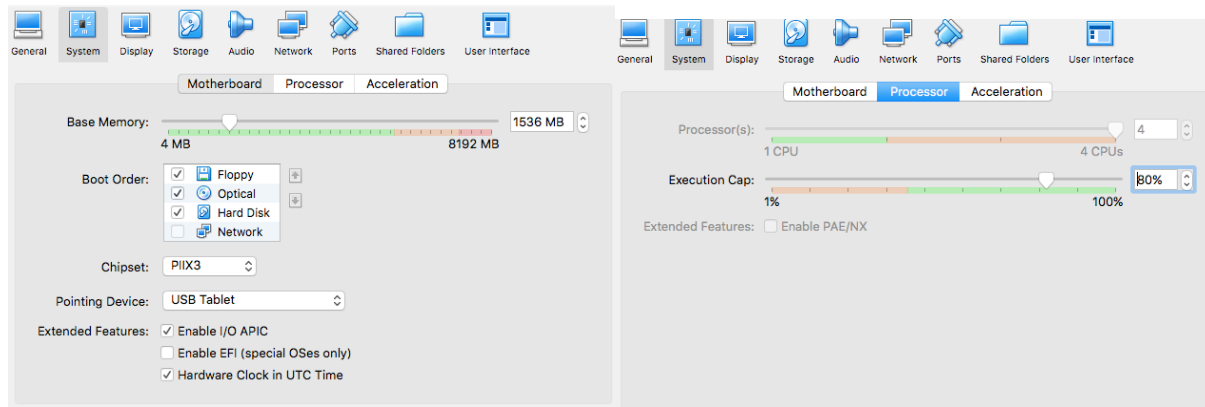 General System Display Storage Audio Network Ports Shared Folders User Interface
Motherboard Processor Acceleration
Base Memory: 1536 MB
4 MB 8192 MB
Boot Order: Floppy
Optical
Hard Disk
Network
Chipset: PIIX3
Pointing Device: USB Tablet
Extended Features: Enable I/O APIC
Enable EFI (special OSes only)
Hardware Clock in UTC Time
General System Display Storage Audio Network Ports Shared Folders User Interface
Motherboard Processor Acceleration
Processor(s): 4
1 CPU 4 CPUs
Execution Cap: 80%
1% 100%
Extended Features: Enable PAE/NX